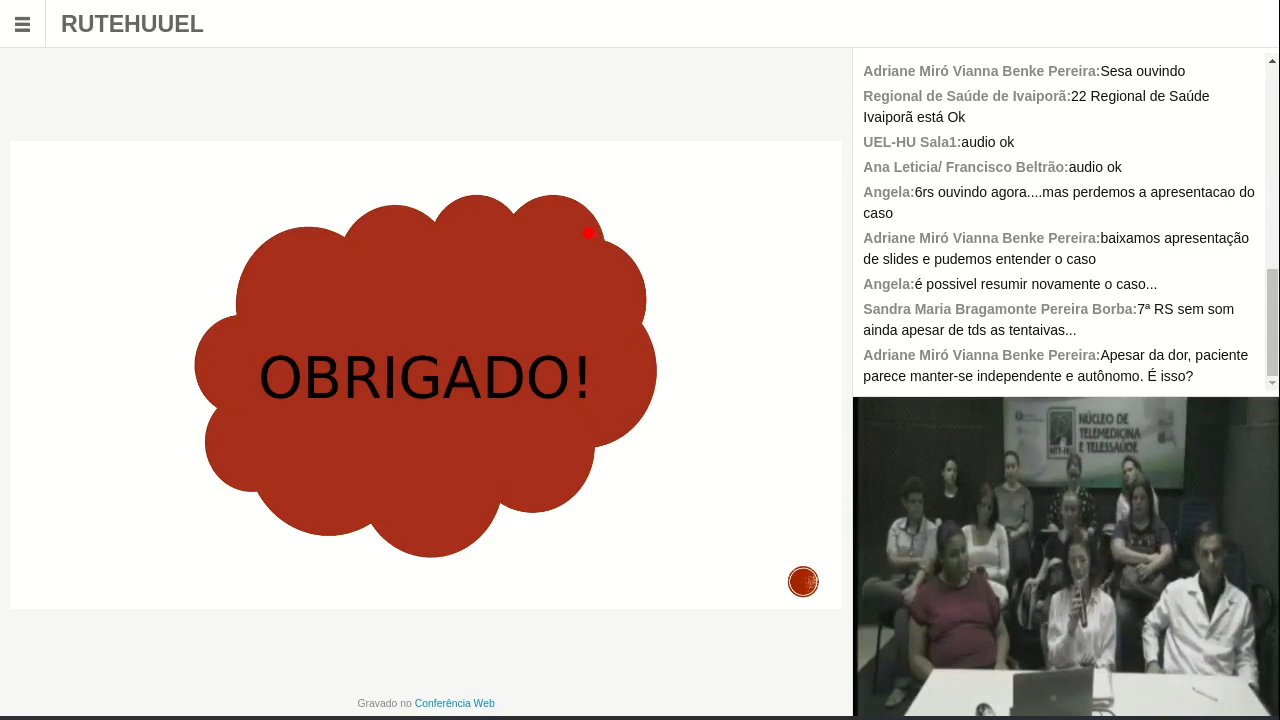 RUTEHUUEL
OBRIGADO!
Gravado no Conferência Web
Adriane Miró Vianna Benke Pereira:Sesa ouvindo
Regional de Saúde de Ivaiporã:22 Regional de Saúde
Ivaiporã está Ok
UEL-HU Sala1:audio ok
Ana Leticia/ Francisco Beltrão:audio ok
Angela:6rs ouvindo agora....mas perdemos a apresentacao do
caso
Adriane Miró Vianna Benke Pereira:baixamos apresentação
de slides e pudemos entender o caso
Angela:é possivel resumir novamente o caso...
Sandra Maria Bragamonte Pereira Borba:7ª RS sem som
ainda apesar de tds as tentaivas...
Adriane Miró Vianna Benke Pereira:Apesar da dor, paciente
parece manter-se independente e autônomo. É isso?
NÚCLEO DE
TELEMEDICINA
E TELESSAÚDE